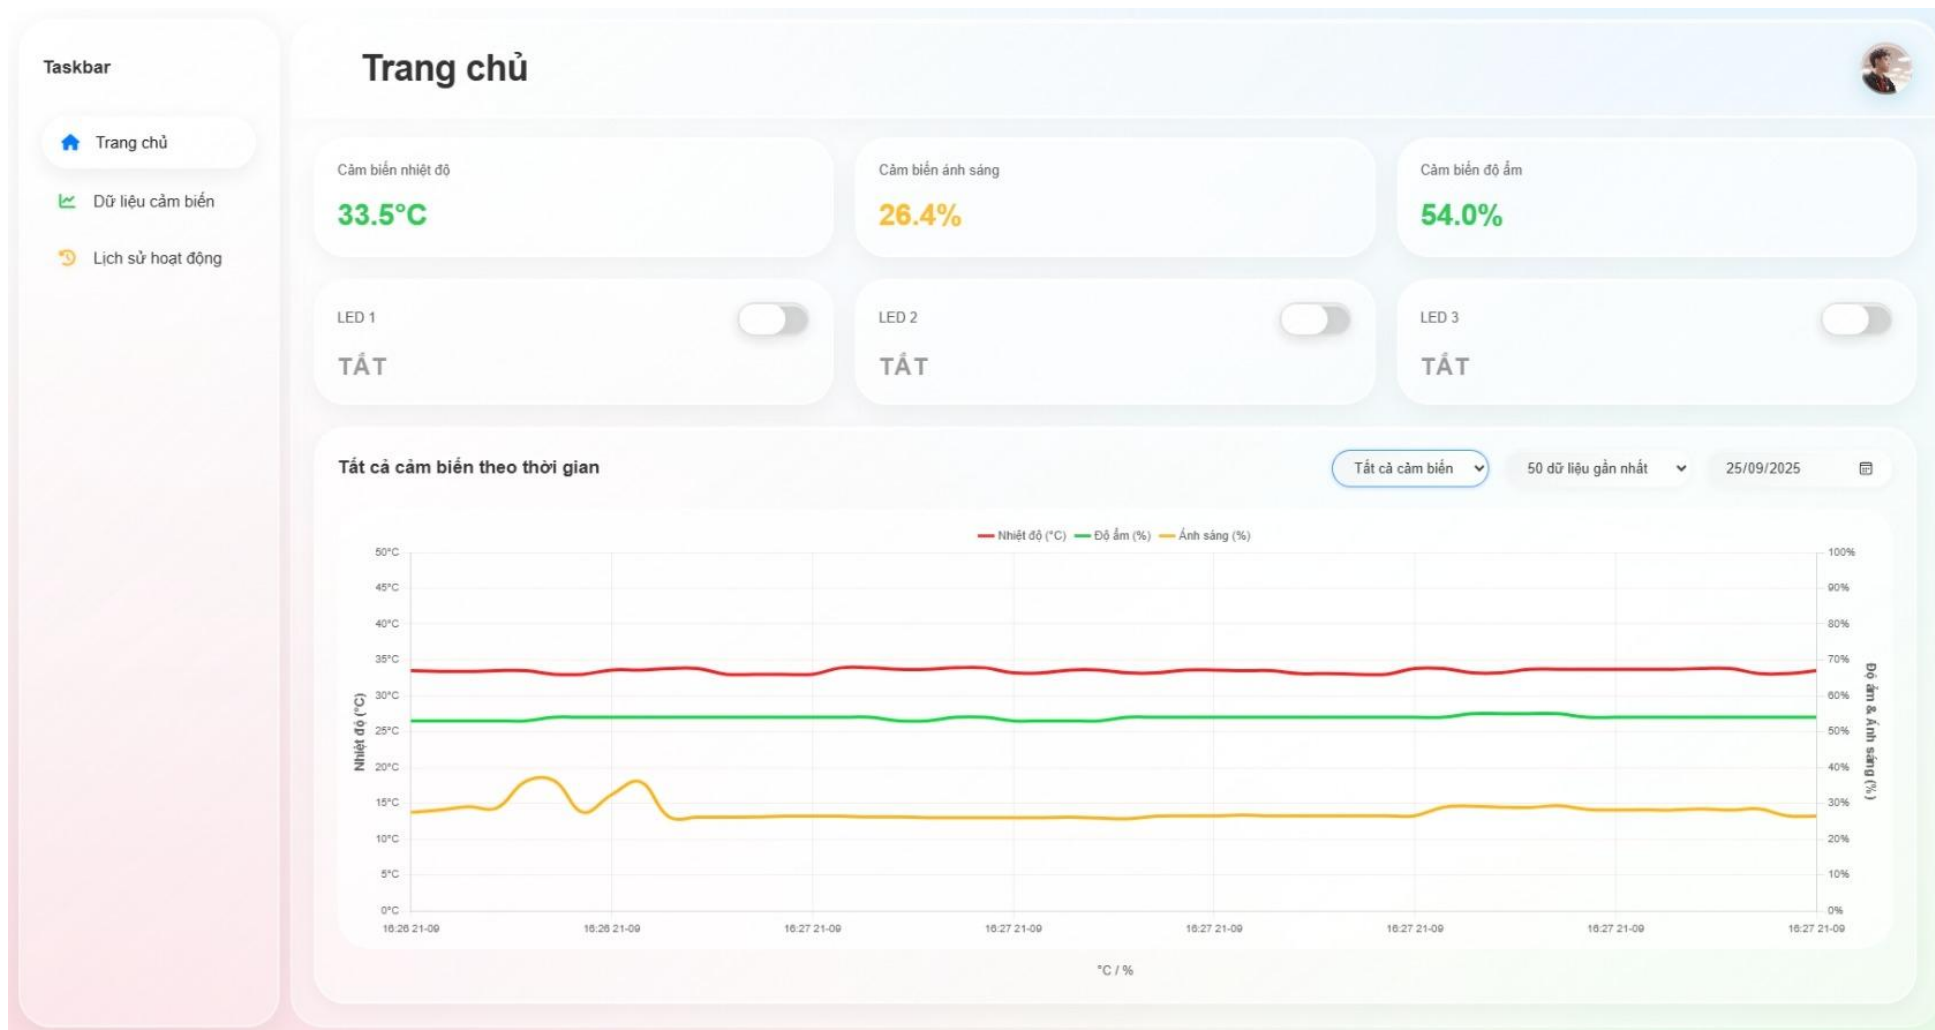 Taskbar
Trang chủ
Dữ liệu cảm biến
Lịch sử hoạt động
Trang chủ
Cảm biến nhiệt độ
33.5°C
Cảm biến ánh sáng
26.4%
Cảm biến độ ẩm
54.0%
LED 1
TẮT
LED 2
TẮT
LED 3
TẮT
Tất cả cảm biến theo thời gian
Tất cả cảm biến
50 dữ liệu gần nhất
25/09/2025
Nhiệt độ (°C) Độ ẩm (%) Ánh sáng (%)
Nhiệt độ (°C)
50°C
45°C
40°C
35°C
30°C
25°C
20°C
15°C
10°C
5°C
0°C
100%
90%
80%
70%
60%
50%
40%
30%
20%
10%
0%
Độ ẩm & Ánh sáng (%)
16:26 21-09 16:26 21-09 16:27 21-09 16:27 21-09 16:27 21-09 16:27 21-09 16:27 21-09 16:27 21-09
°C / %